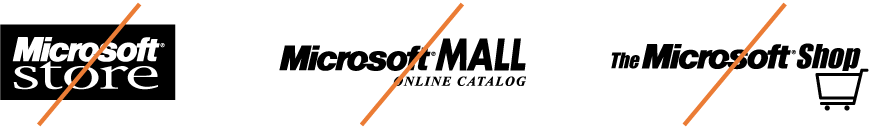 Microsoft®
store
Microsoft® MALL
ONLINE CATALOG
The Microsoft® Shop